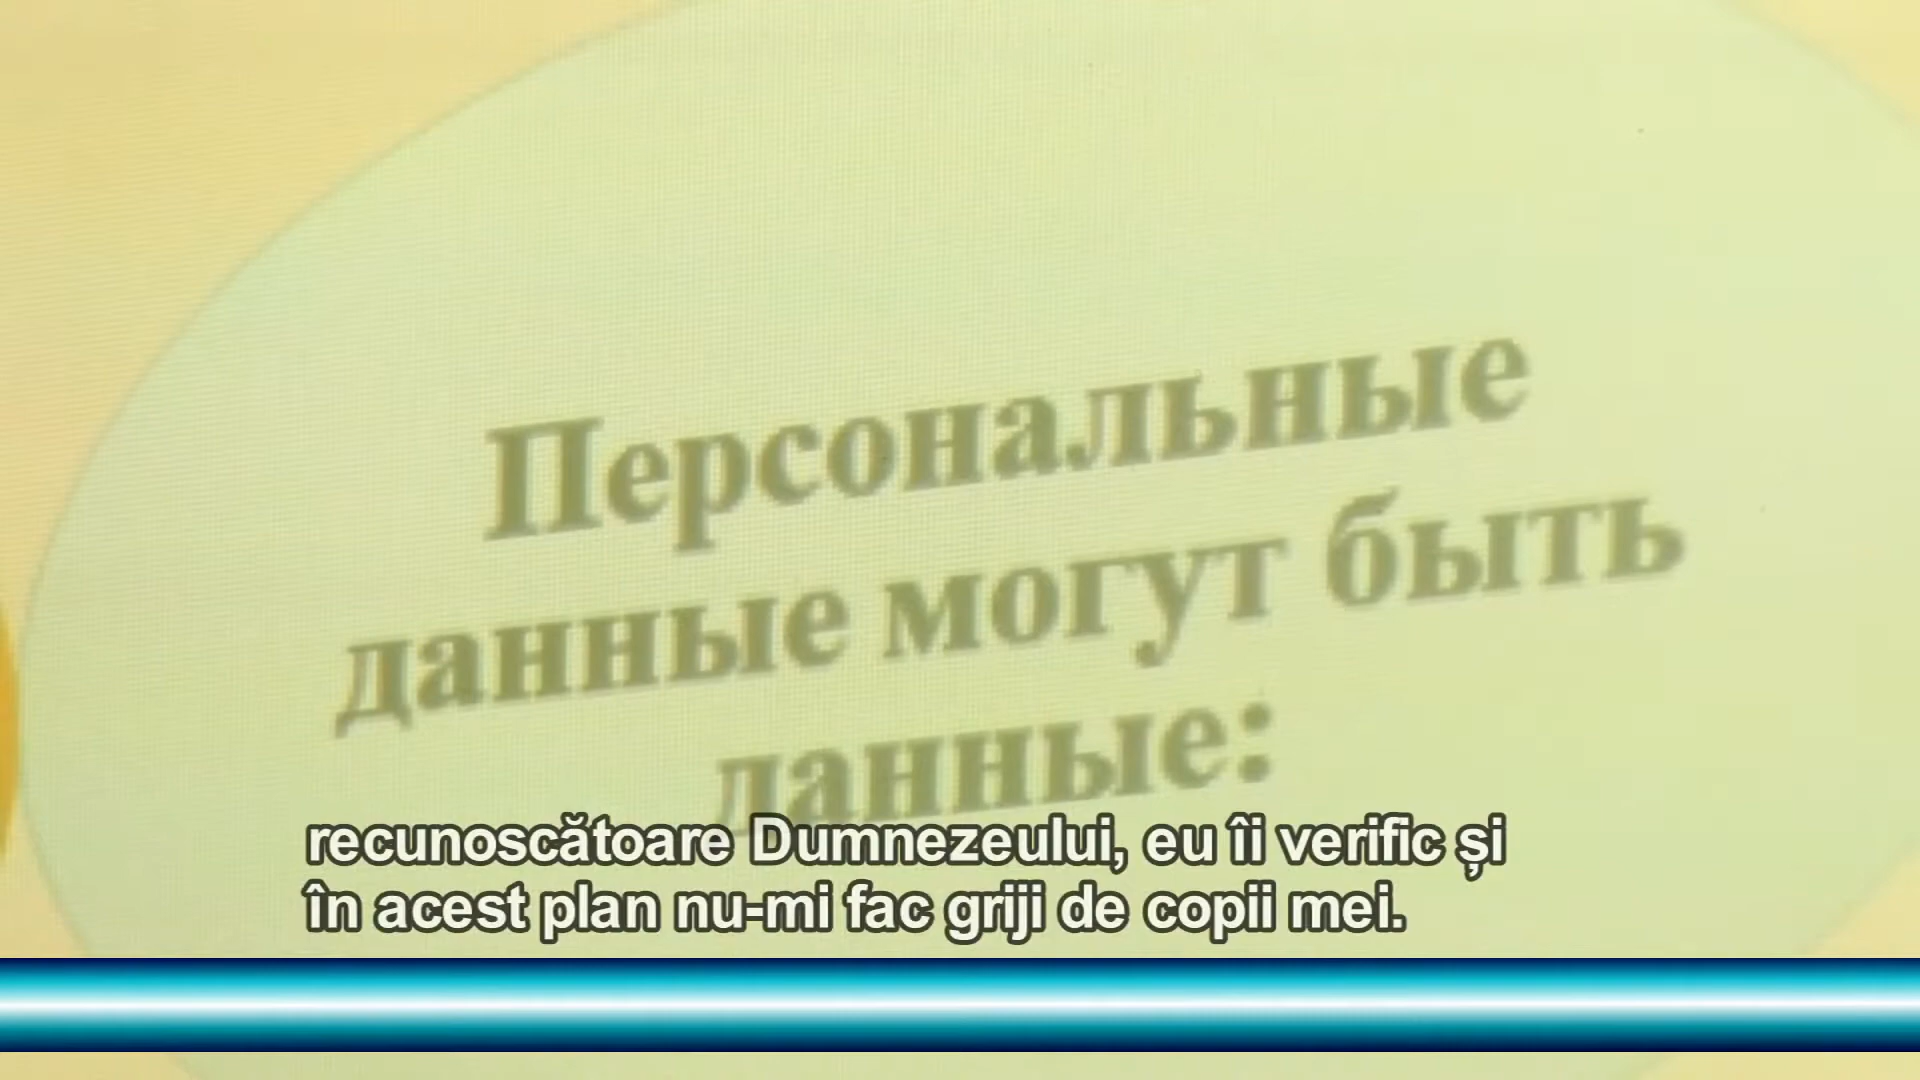 Персональные
данные могут быть
данные:
recunoscătoare Dumnezeului, eu îi verific și
în acest plan nu-mi fac griji de copii mei.